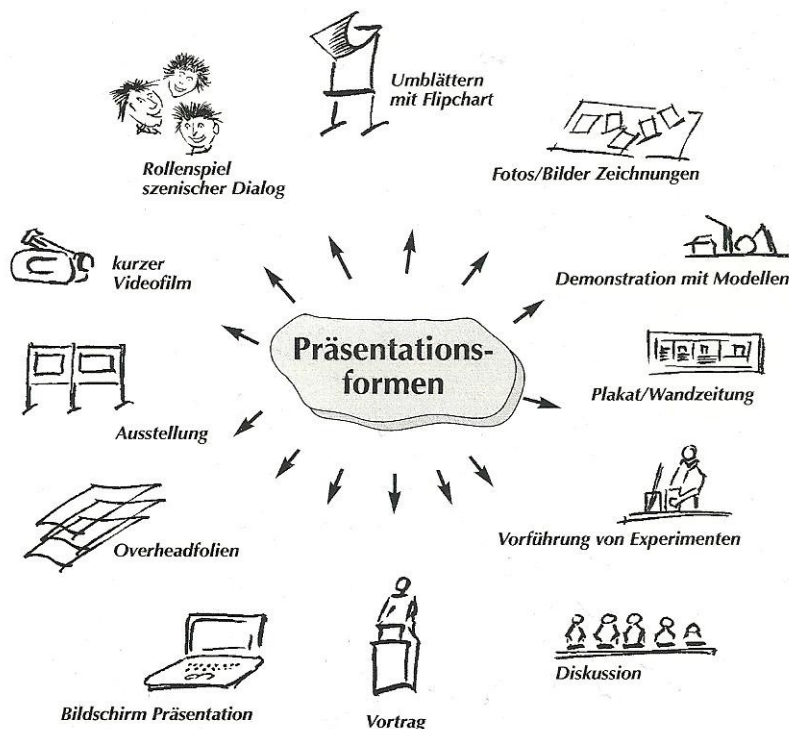 Umblättern
mit Flipchart
Rollenspiel
szenischer Dialog
Fotos/Bilder Zeichnungen
kurzer
Videofilm
Demonstration mit Modellen
Präsentations-
formen
Plakat/Wandzeitung
Ausstellung
Vorführung von Experimenten
Overheadfolien
Diskussion
Bildschirm Präsentation
Vortrag